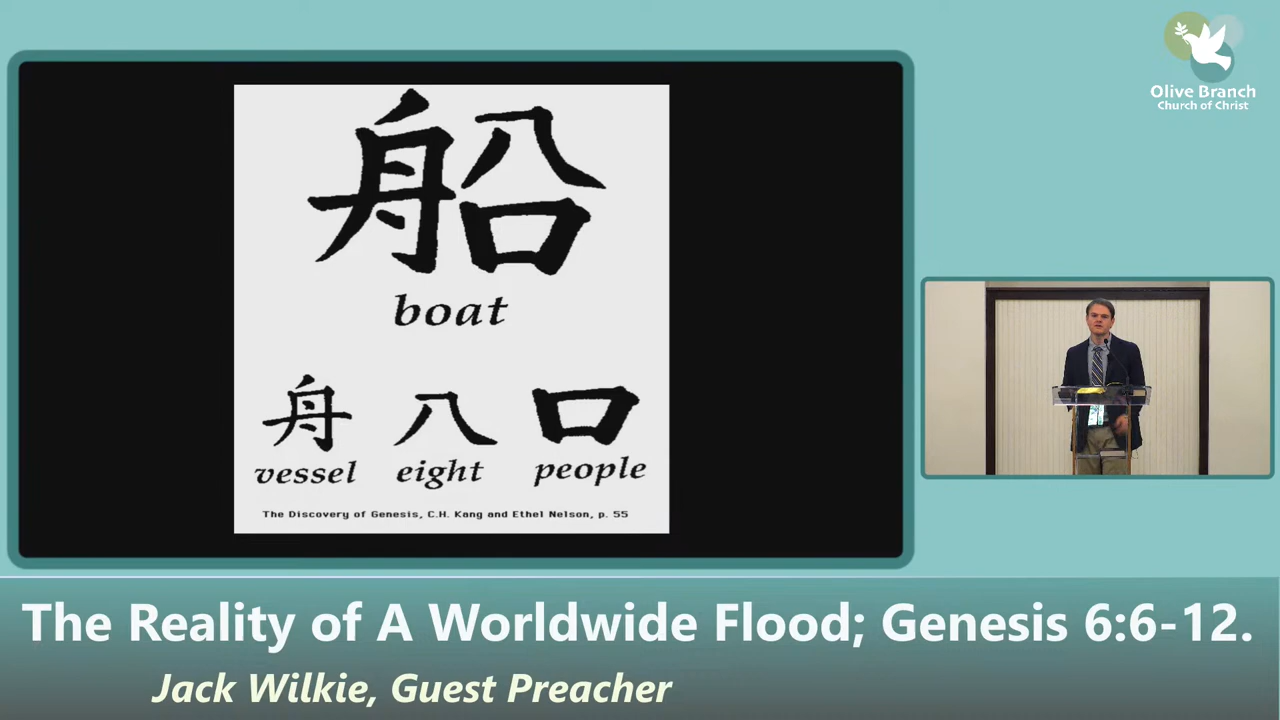 船
boat
舟 八 口
vessel eight people
The Discovery of Genesis, C.H. Kang and Ethel Nelson, p. 55
Olive Branch
Church of Christ
The Reality of A Worldwide Flood; Genesis 6:6-12.
Jack Wilkie, Guest Preacher